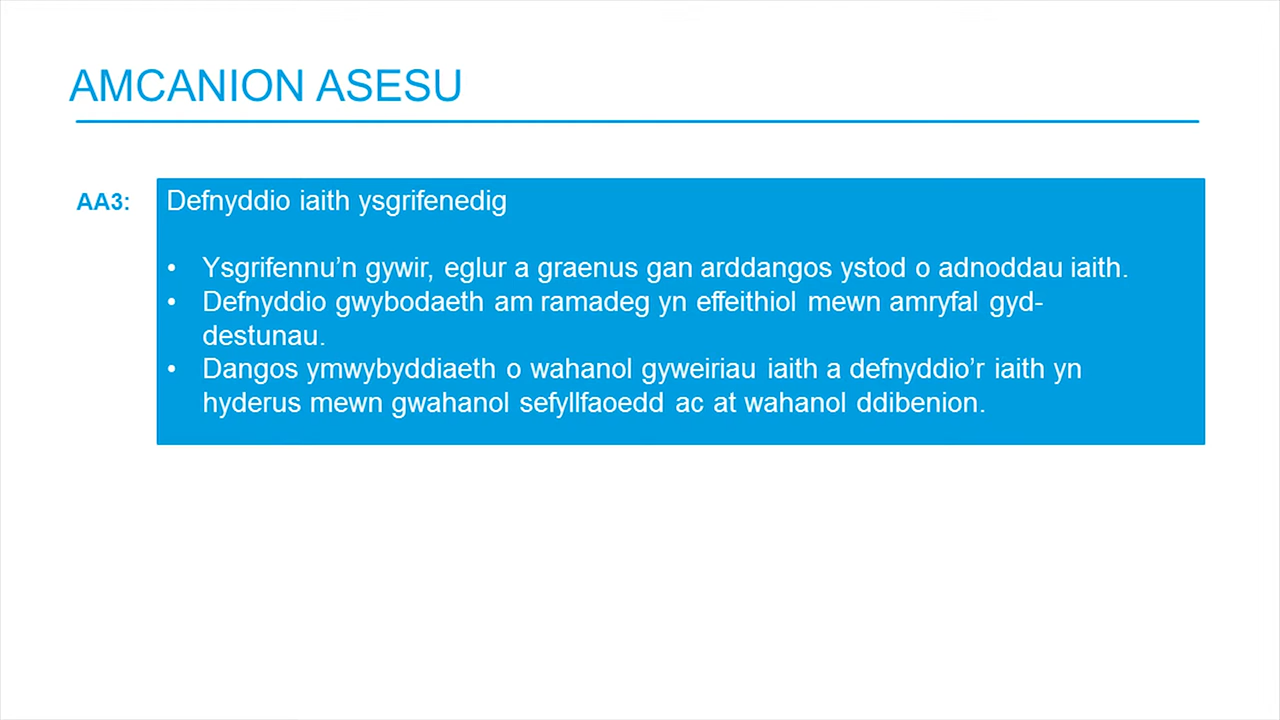 AMCANION ASESU
AA3:
Defnyddio iaith ysgrifenedig
• Ysgrifennu’n gywir, eglur a graenus gan arddangos ystod o adnoddau iaith.
• Defnyddio gwybodaeth am ramadeg yn effeithiol mewn amryfal gyd-
destunau.
• Dangos ymwybyddiaeth o wahanol gyweiriau iaith a defnyddio’r iaith yn
hyderus mewn gwahanol sefyllfaoedd ac at wahanol ddibenion.